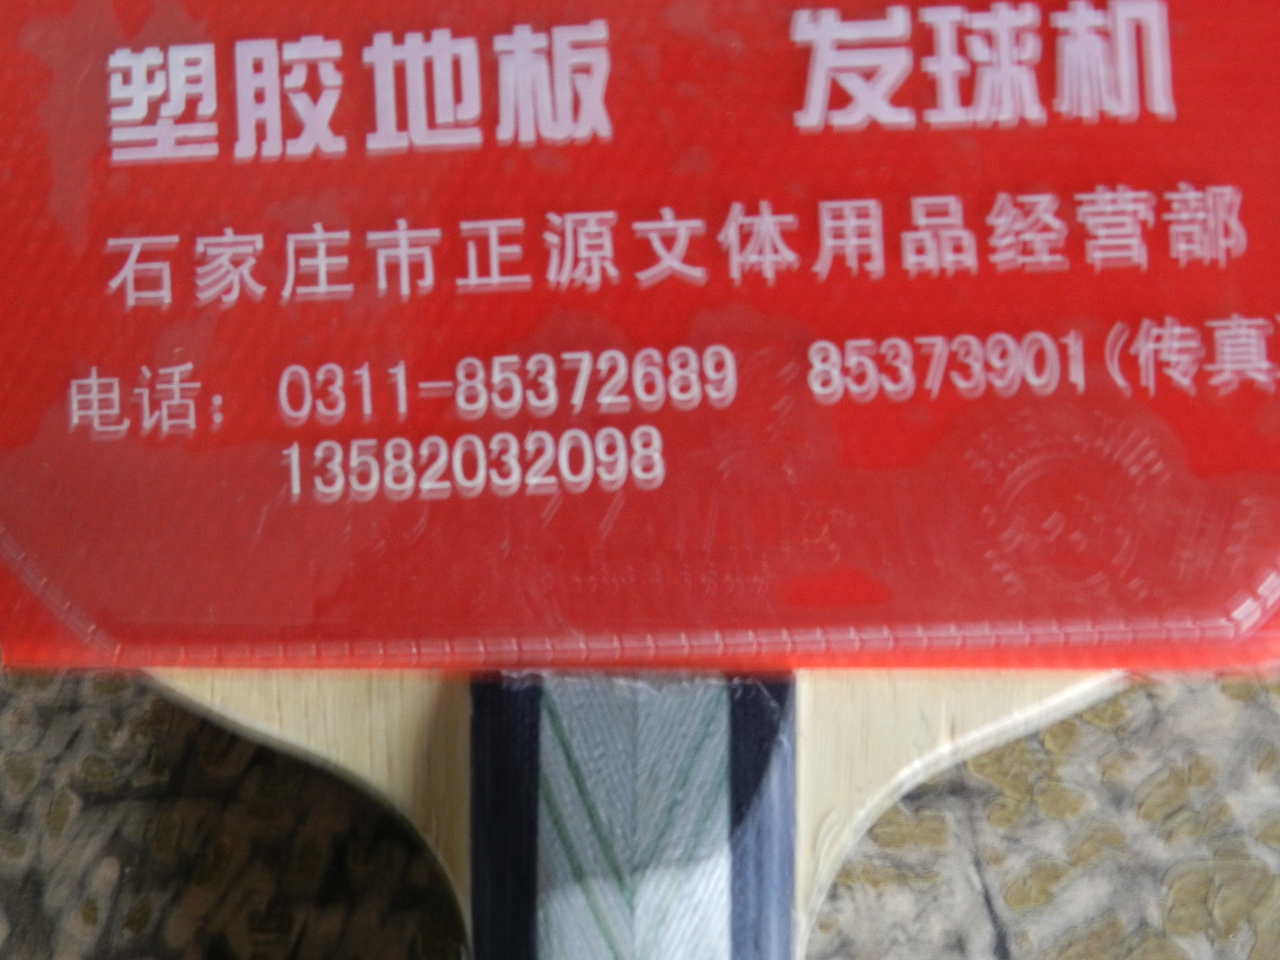 塑胶地板 发球机
石家庄市正源文体用品经营部
电话：0311-85372689 85373901(传真)
13582032098